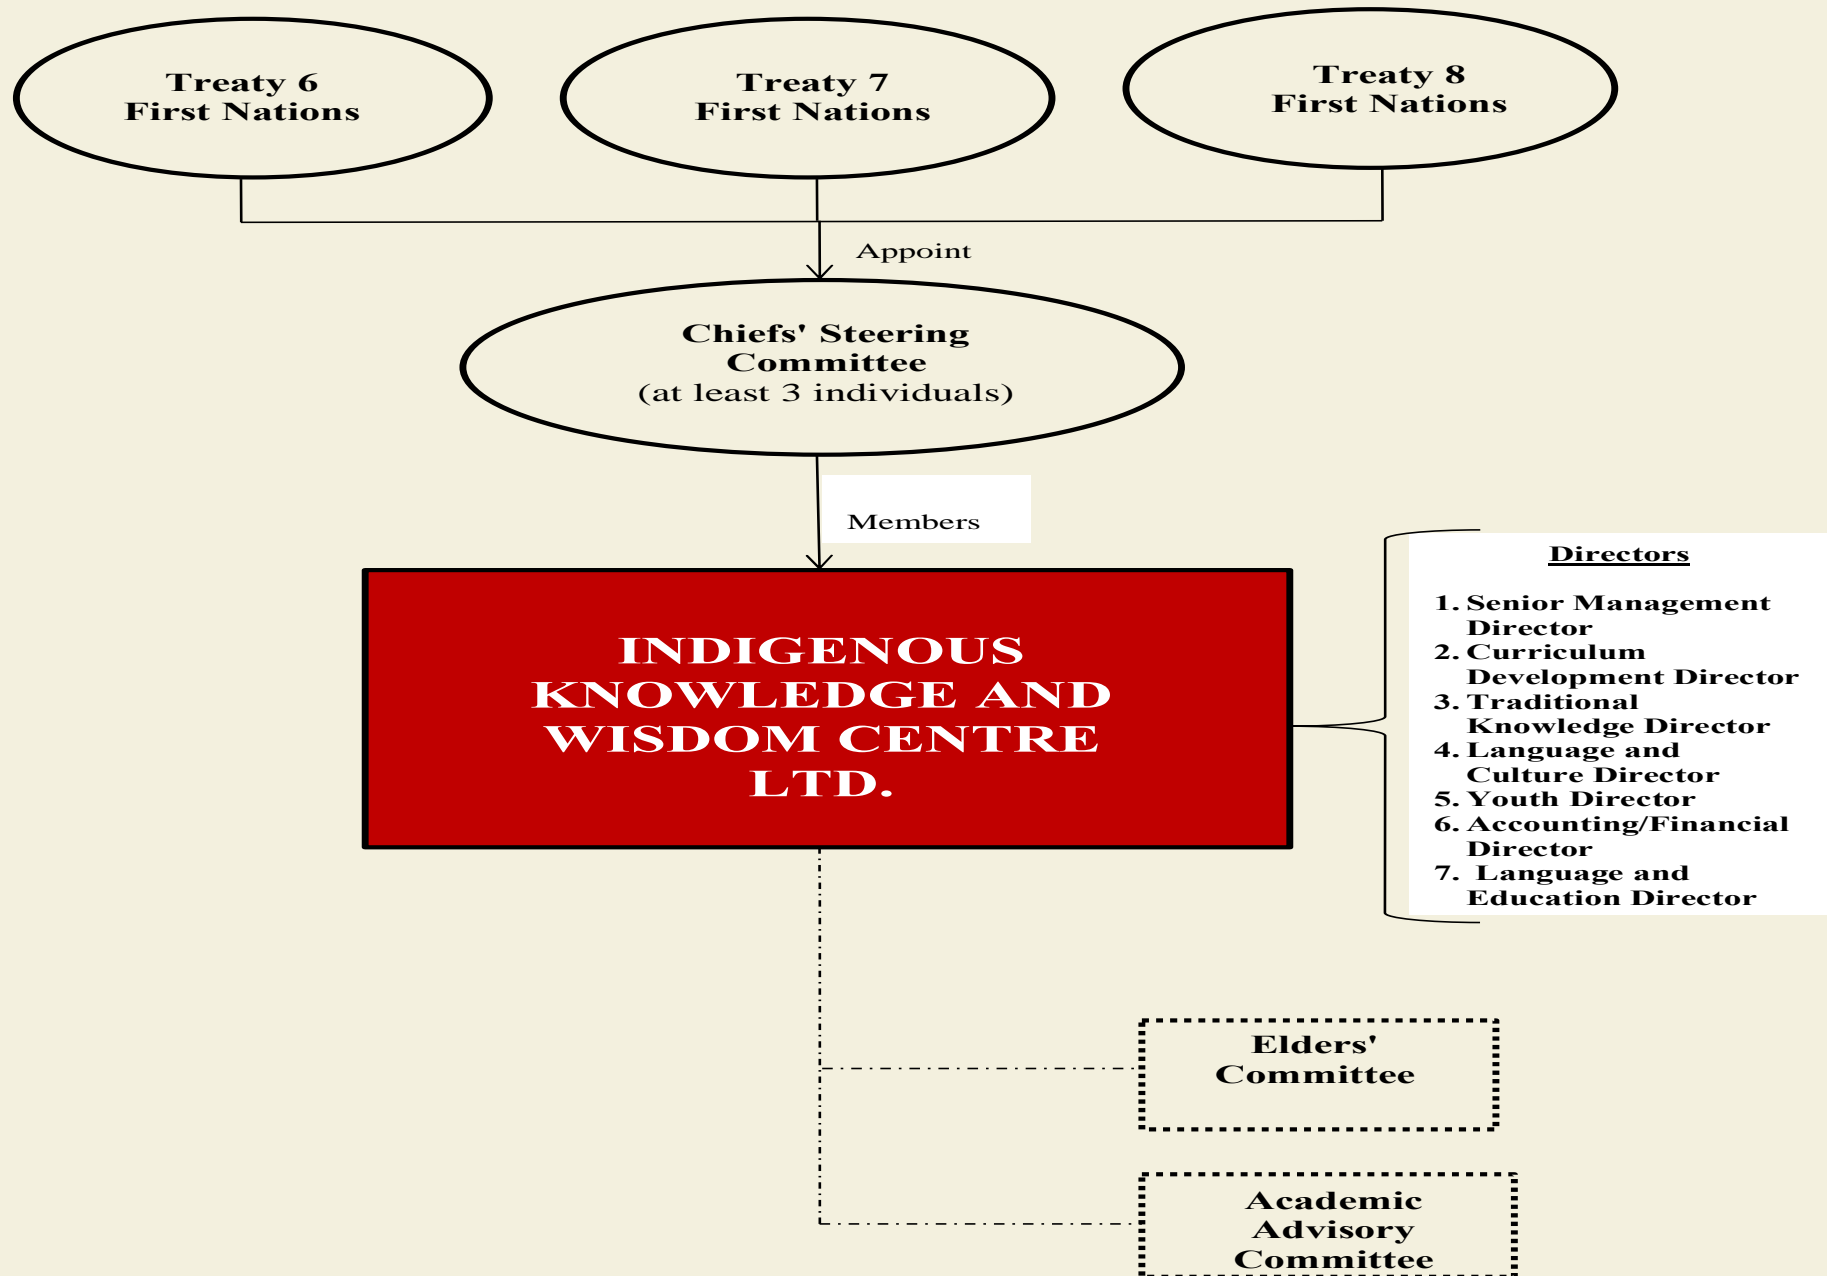 Treaty 6
First Nations
Treaty 7
First Nations
Treaty 8
First Nations
Appoint
Chiefs' Steering
Committee
(at least 3 individuals)
Members
INDIGENOUS
KNOWLEDGE AND
WISDOM CENTRE
LTD.
Directors
1. Senior Management
Director
2. Curriculum
Development Director
3. Traditional
Knowledge Director
4. Language and
Culture Director
5. Youth Director
6. Accounting/Financial
Director
7. Language and
Education Director
Elders'
Committee
Academic
Advisory
Committee